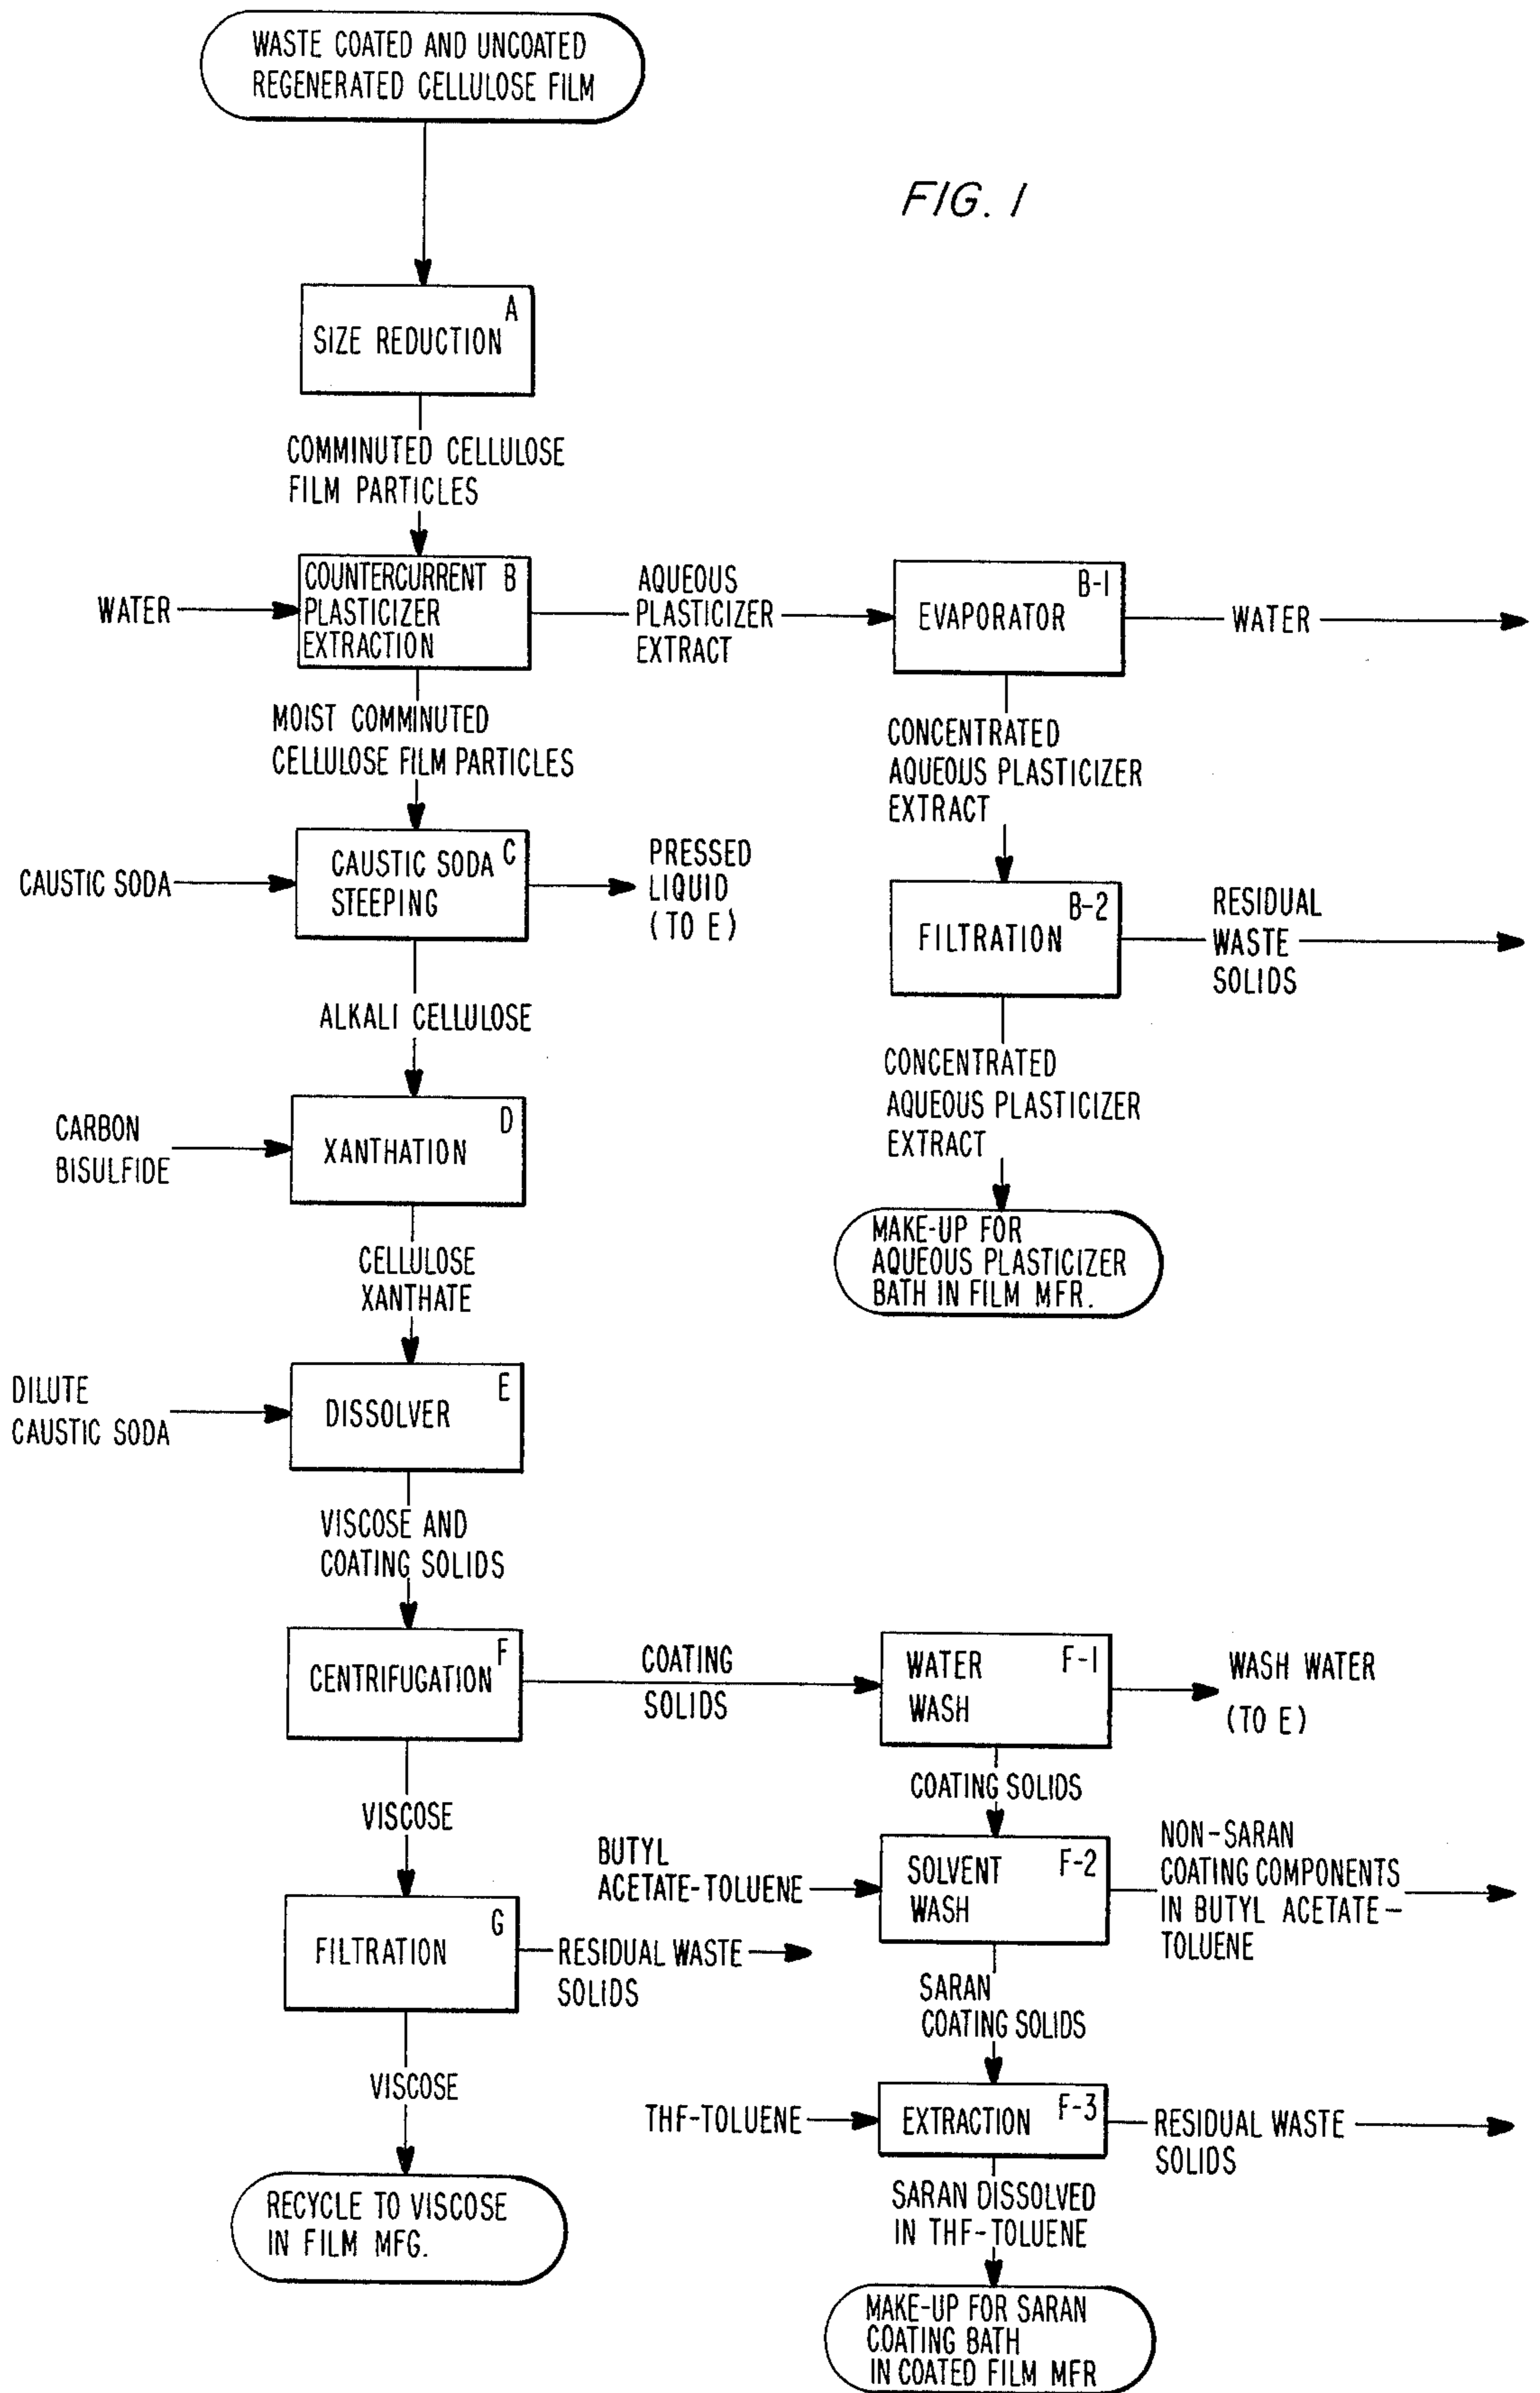 WASTE COATED AND UNCOATED
REGENERATED CELLULOSE FILM
FIG. 1
A
SIZE REDUCTION
COMMINUTED CELLULOSE
FILM PARTICLES
WATER
COUNTERCURRENT B
PLASTICIZER
EXTRACTION
AQUEOUS
PLASTICIZER
EXTRACT
B-1
EVAPORATOR
WATER
MOIST COMMINUTED
CELLULOSE FILM PARTICLES
CONCENTRATED
AQUEOUS PLASTICIZER
EXTRACT
CAUSTIC SODA
CAUSTIC SODA C
STEEPING
PRESSED
LIQUID
(TO E)
B-2
FILTRATION
RESIDUAL
WASTE
SOLIDS
ALKALI CELLULOSE
CONCENTRATED
AQUEOUS PLASTICIZER
EXTRACT
CARBON
BISULFIDE
D
XANTHATION
MAKE-UP FOR
AQUEOUS PLASTICIZER
BATH IN FILM MFR.
CELLULOSE
XANTHATE
DILUTE
CAUSTIC SODA
E
DISSOLVER
VISCOSE AND
COATING SOLIDS
F
CENTRIFUGATION
COATING
SOLIDS
WATER F-1
WASH
WASH WATER
(TO E)
COATING SOLIDS
VISCOSE
BUTYL
ACETATE-TOLUENE
SOLVENT F-2
WASH
NON-SARAN
COATING COMPONENTS
IN BUTYL ACETATE-
TOLUENE
G
FILTRATION
RESIDUAL WASTE
SOLIDS
SARAN
COATING SOLIDS
VISCOSE
THF-TOLUENE
EXTRACTION F-3
RESIDUAL WASTE
SOLIDS
SARAN DISSOLVED
IN THF-TOLUENE
RECYCLE TO VISCOSE
IN FILM MFG.
MAKE-UP FOR SARAN
COATING BATH
IN COATED FILM MFR